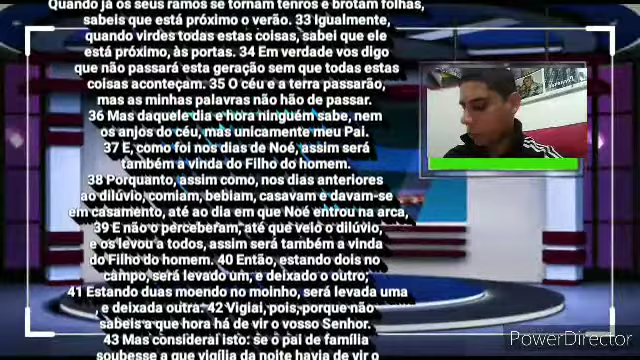 Quando já os seus ramos se tornam tenros e brotam folhas,
sabeis que está próximo o verão. 33 Igualmente,
quando virdes todas estas coisas, sabei que ele
está próximo, às portas. 34 Em verdade vos digo
que não passará esta geração sem que todas estas
coisas aconteçam. 35 O céu e a terra passarão,
mas as minhas palavras não hão de passar.
36 Mas daquele dia e hora ninguém sabe, nem
os anjos do céu, mas unicamente meu Pai.
37 E, como foi nos dias de Noé, assim será
também a vinda do Filho do homem.
38 Porquanto, assim como, nos dias anteriores
ao dilúvio, comiam, bebiam, casavam e davam-se
em casamento, até ao dia em que Noé entrou na arca,
39 E não o perceberam, até que veio o dilúvio,
e os levou a todos, assim será também a vinda
do Filho do homem. 40 Então, estando dois no
campo, será levado um, e deixado o outro;
41 Estando duas moendo no moinho, será levada uma
, e deixada outra. 42 Vigiai, pois, porque não
sabeis a que hora há de vir o vosso Senhor.
43 Mas considerai isto: se o pai de família
soubesse a que vigília da noite havia de vir o
PowerDirector